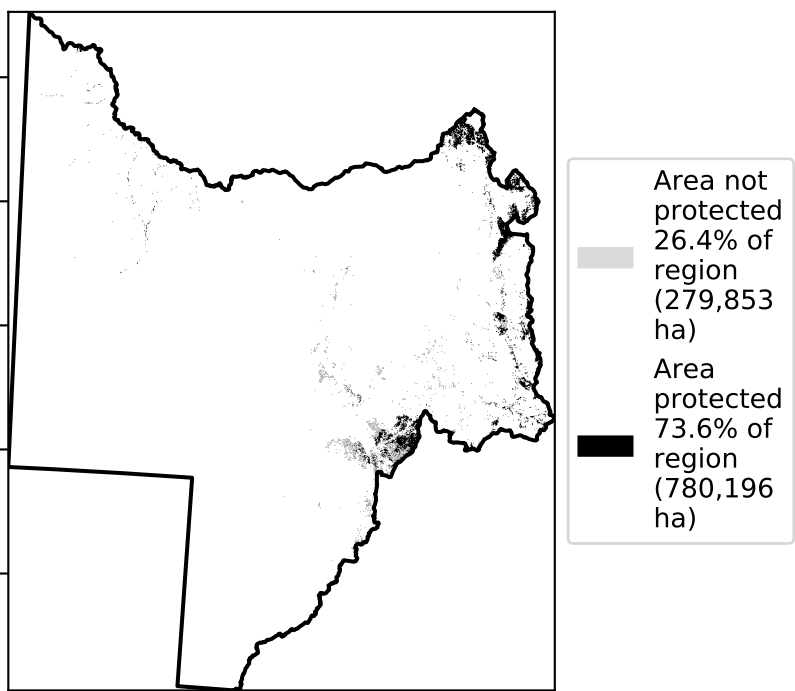 Area not
protected
26.4% of
region
(279,853
ha)
Area
protected
73.6% of
region
(780,196
ha)